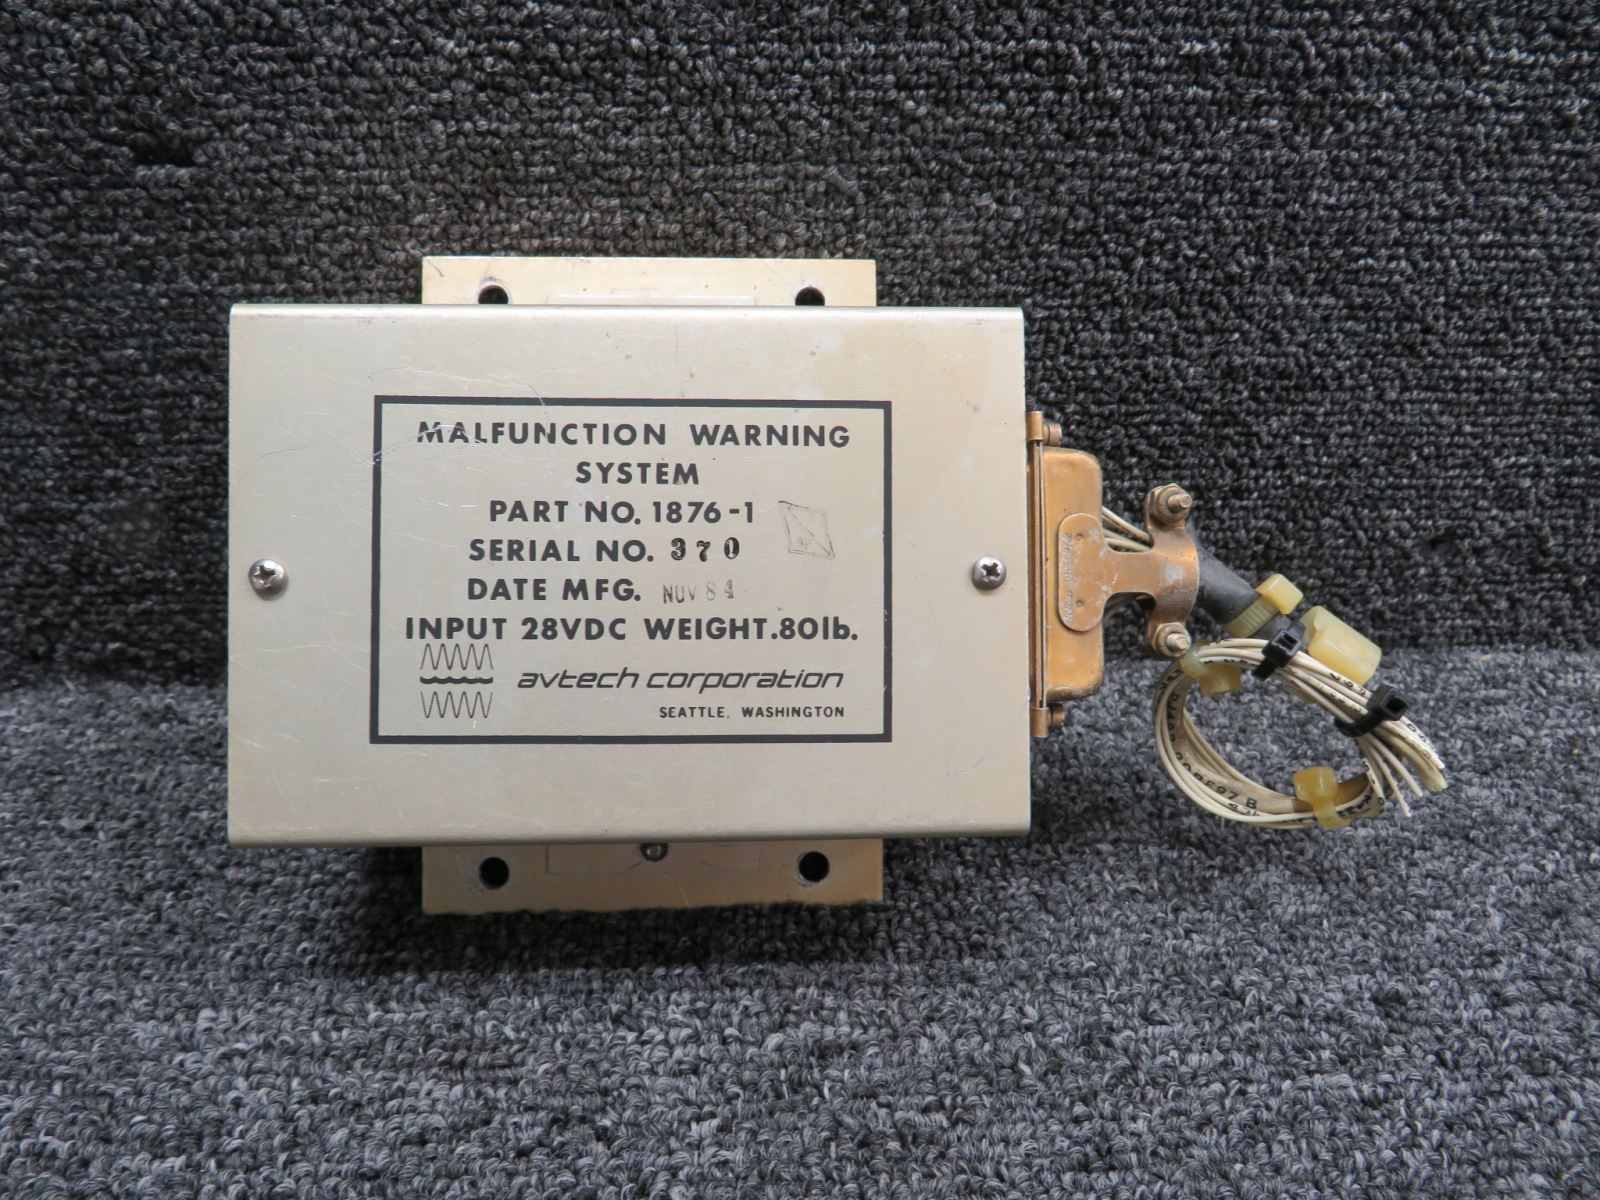 MALFUNCTION WARNING
SYSTEM
PART NO. 1876-1
SERIAL NO. 370
DATE MFG. NOV 84
INPUT 28VDC WEIGHT.80lb.
avtech corporation
SEATTLE, WASHINGTON